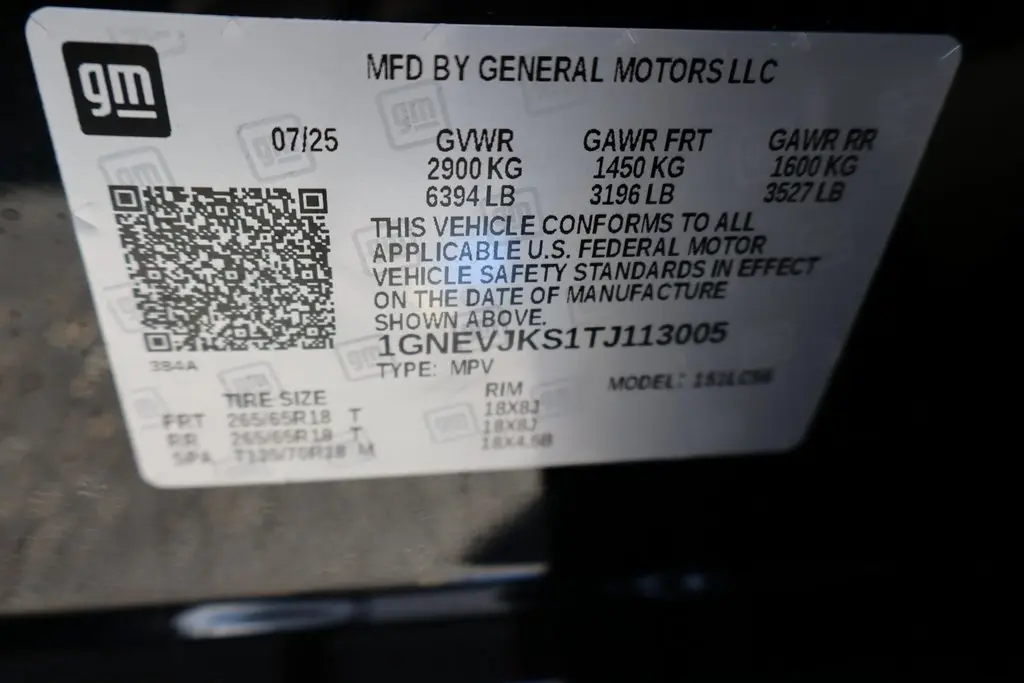 gm
MFD BY GENERAL MOTORS LLC
07/25 GVWR GAWR FRT GAWR RR
2900 KG 1450 KG 1600 KG
6394 LB 3196 LB 3527 LB
THIS VEHICLE CONFORMS TO ALL
APPLICABLE U.S. FEDERAL MOTOR
VEHICLE SAFETY STANDARDS IN EFFECT
ON THE DATE OF MANUFACTURE
SHOWN ABOVE.
1GNEVJKS1TJ113005
384A
TYPE: MPV
MODEL:
TIRE SIZE RIM
FRT 265/65R18 T 18X8J
RR 265/65R18 T 18X8J
SPA M 18X4.5B